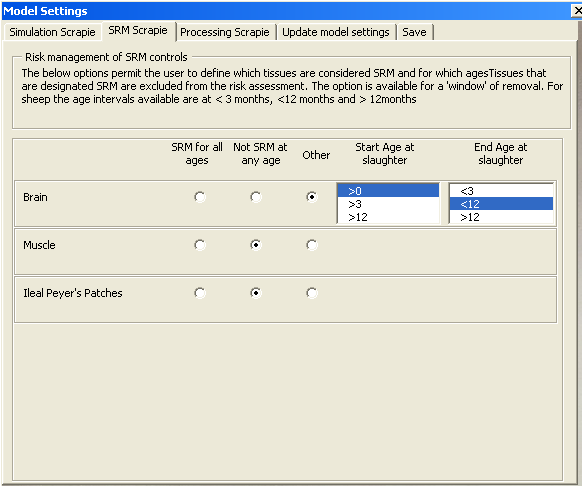 Model Settings
Simulation Scrapie SRM Scrapie Processing Scrapie Update model settings Save
Risk management of SRM controls
The below options permit the user to define which tissues are considered SRM and for which agesTissues that
are designated SRM are excluded from the risk assessment. The option is available for a 'window' of removal. For
sheep the age intervals available are at < 3 months, <12 months and > 12months
SRM for all ages Not SRM at any age Other Start Age at slaughter End Age at slaughter
Brain >0 >3 >12 <3 <12 >12
Muscle
Ileal Peyer's Patches